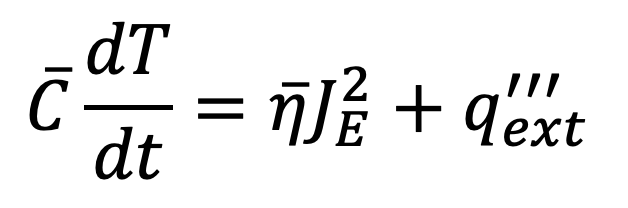 C̄ dT/dt = η̄J_E^2 + q‴_ext